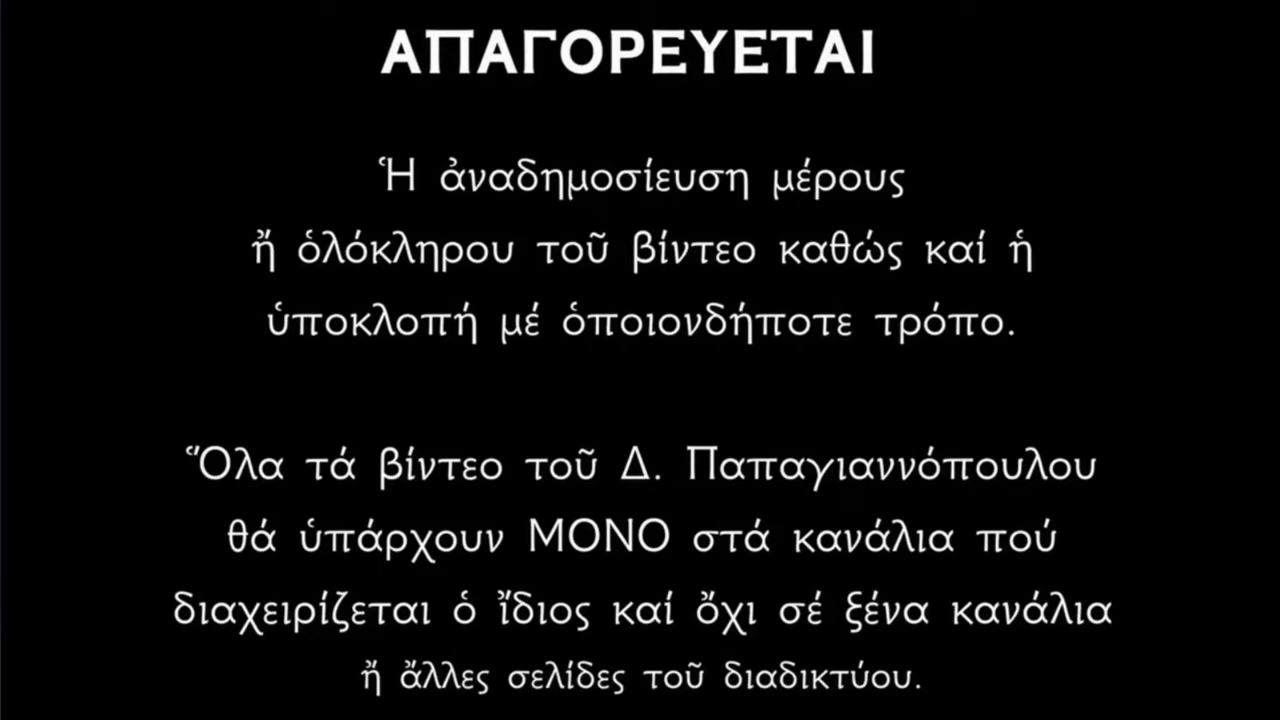 ΑΠΑΓΟΡΕΥΕΤΑΙ
Ἡ ἀναδημοσίευση μέρους
ἤ ὁλόκληρου τοῦ βίντεο καθώς καί ἡ
ὑποκλοπή μέ ὁποιονδήποτε τρόπο.
Ὅλα τά βίντεο τοῦ Δ. Παπαγιαννόπουλου
θά ὑπάρχουν ΜΟΝΟ στά κανάλια πού
διαχειρίζεται ὁ ἴδιος καί ὄχι σέ ξένα κανάλια
ἤ ἄλλες σελίδες τοῦ διαδικτύου.